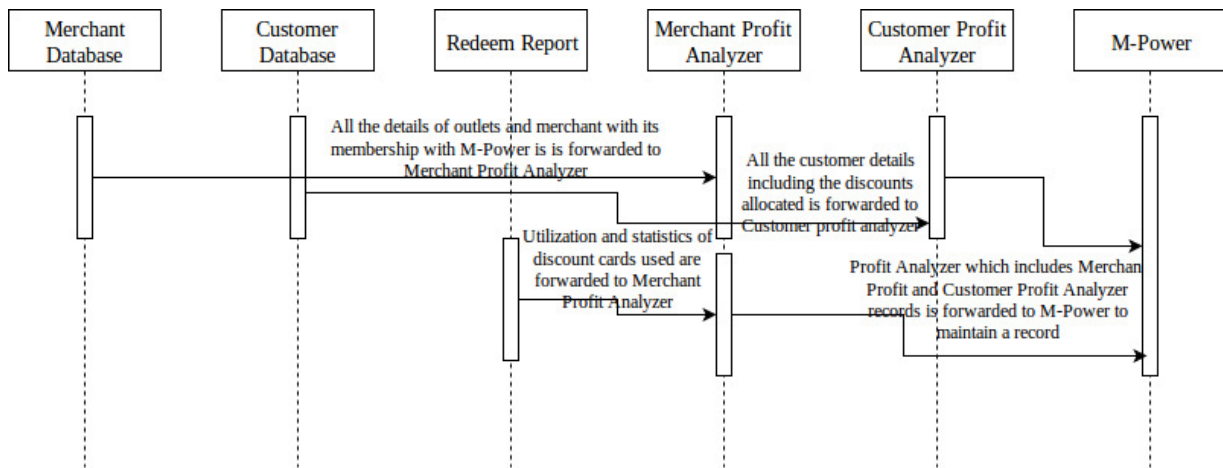 Merchant
Database
Customer
Database
Redeem Report
Merchant Profit
Analyzer
Customer Profit
Analyzer
M-Power
All the details of outlets and merchant with its
membership with M-Power is is forwarded to
Merchant Profit Analyzer
All the customer details
including the discounts
allocated is forwarded to
Customer profit analyzer
Utilization and statistics of
discount cards used are
forwarded to Merchant
Profit Analyzer
Profit Analyzer which includes Merchan
Profit and Customer Profit Analyzer
records is forwarded to M-Power to
maintain a record